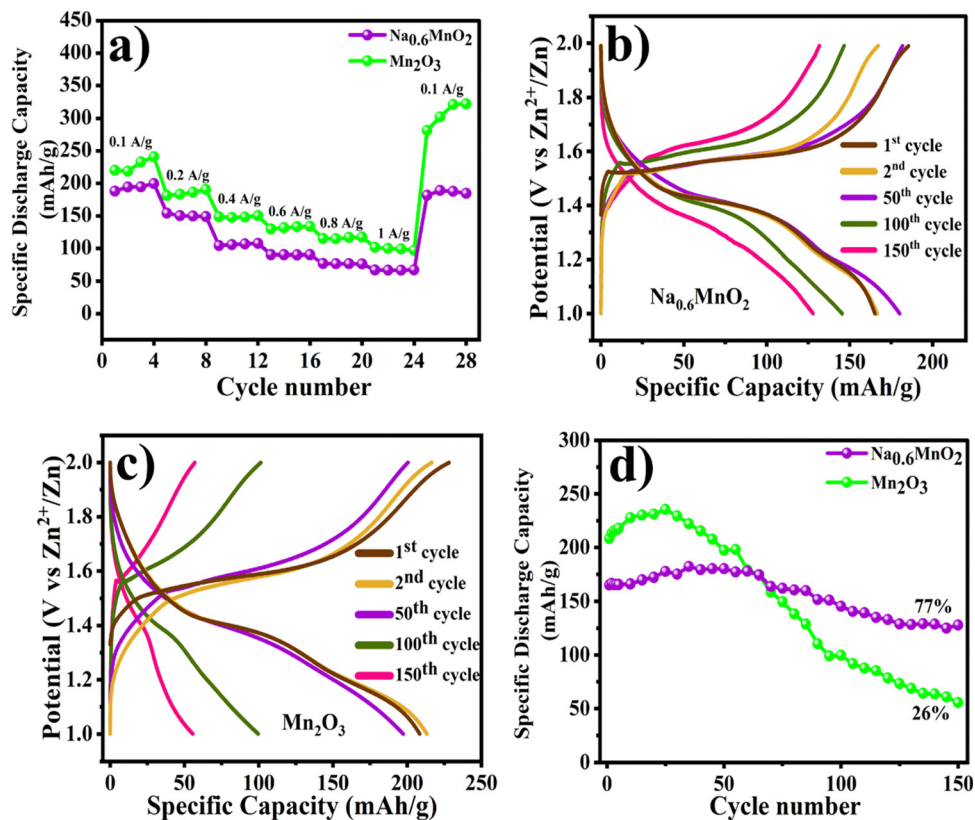 a)
Na0.6MnO2
Mn2O3
0.1 A/g
0.2 A/g
0.4 A/g
0.6 A/g
0.8 A/g
1 A/g
0.1 A/g
450
400
350
300
250
200
150
100
50
0
Specific Discharge Capacity
(mAh/g)
0 4 8 12 16 20 24 28
Cycle number
b)
2.0
1.8
1.6
1.4
1.2
1.0
Potential (V vs Zn2+/Zn)
1st cycle
2nd cycle
50th cycle
100th cycle
150th cycle
Na0.6MnO2
0 50 100 150 200
Specific Capacity (mAh/g)
c)
2.0
1.8
1.6
1.4
1.2
1.0
Potential (V vs Zn2+/Zn)
1st cycle
2nd cycle
50th cycle
100th cycle
150th cycle
Mn2O3
0 50 100 150 200 250
Specific Capacity (mAh/g)
d)
Na0.6MnO2
Mn2O3
300
250
200
150
100
50
0
Specific Discharge Capacity
(mAh/g)
77%
26%
0 50 100 150
Cycle number